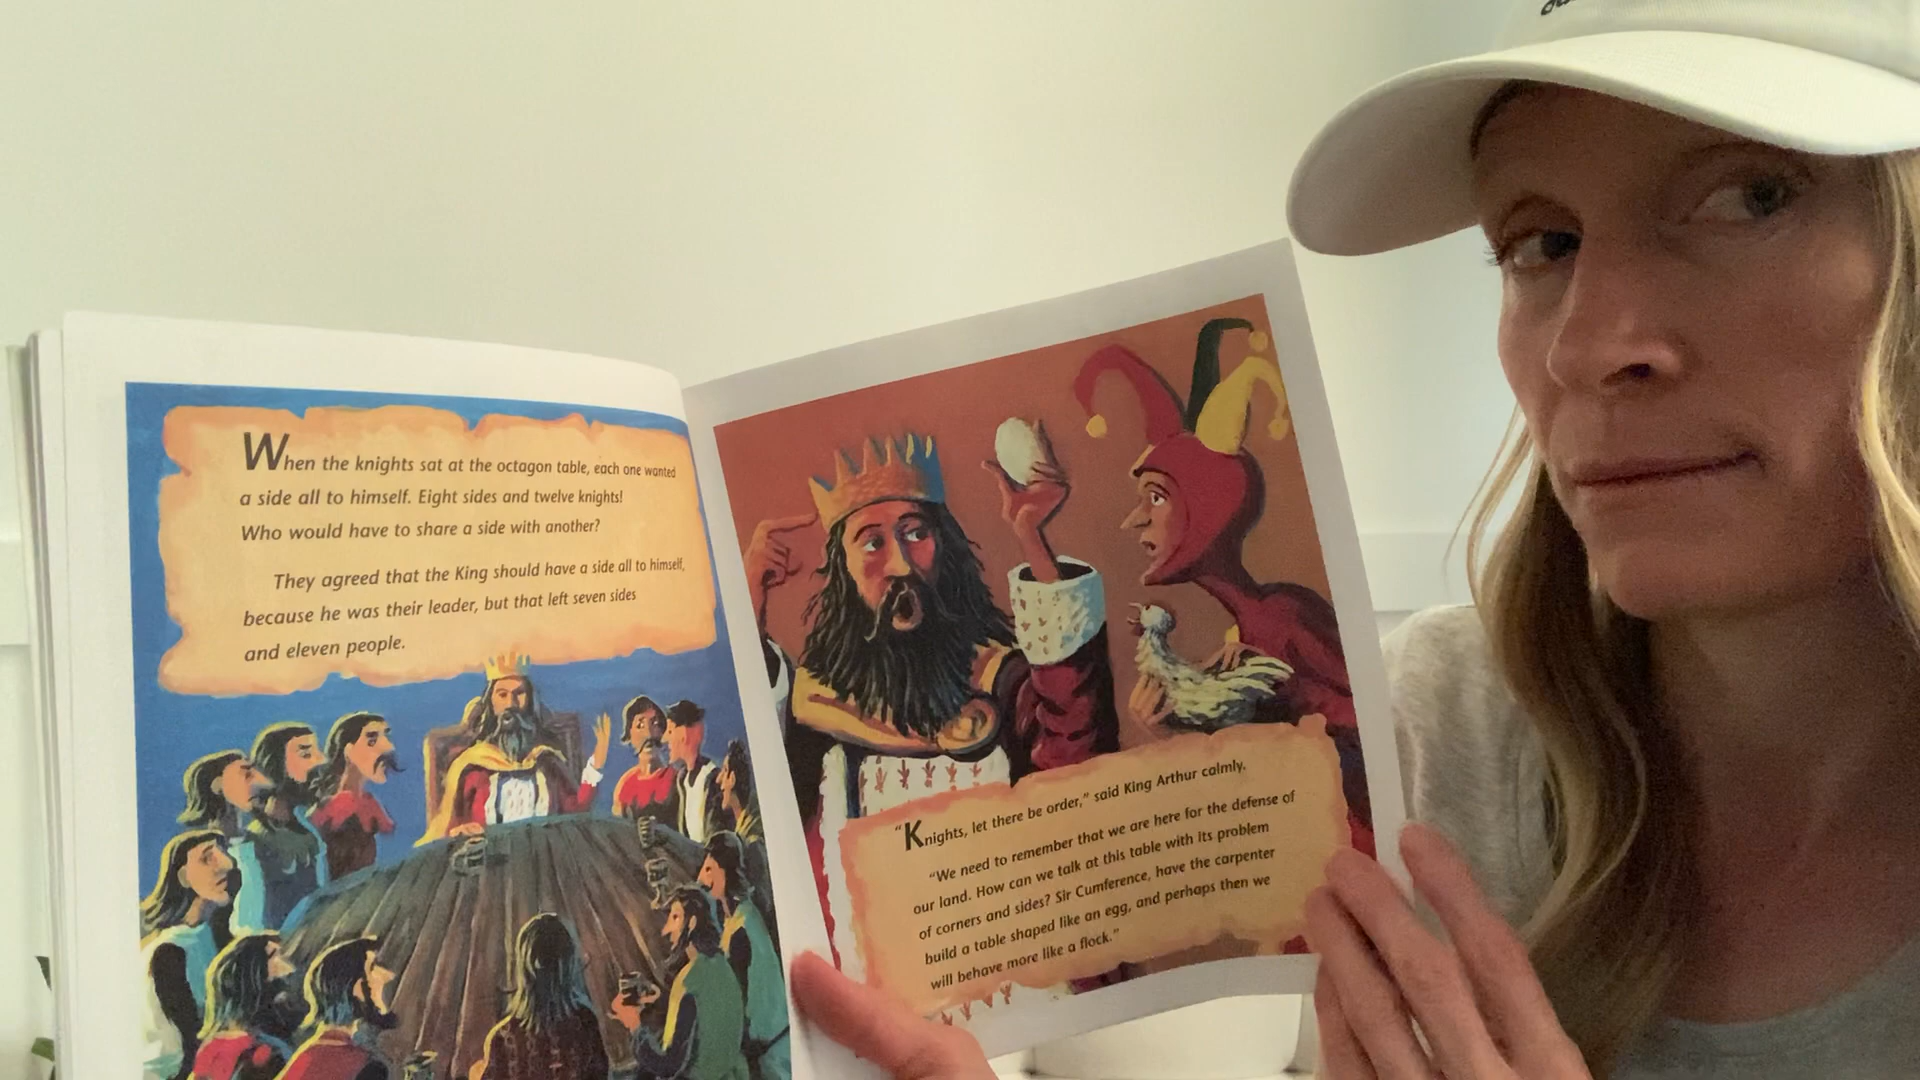 When the knights sat at the octagon table, each one wanted
a side all to himself. Eight sides and twelve knights!
Who would have to share a side with another?
They agreed that the King should have a side all to himself,
because he was their leader, but that left seven sides
and eleven people.
"Knights, let there be order," said King Arthur calmly.
"We need to remember that we are here for the defense of
our land. How can we talk at this table with its problem
of corners and sides? Sir Cumference, have the carpenter
build a table shaped like an egg, and perhaps then we
will behave more like a flock."